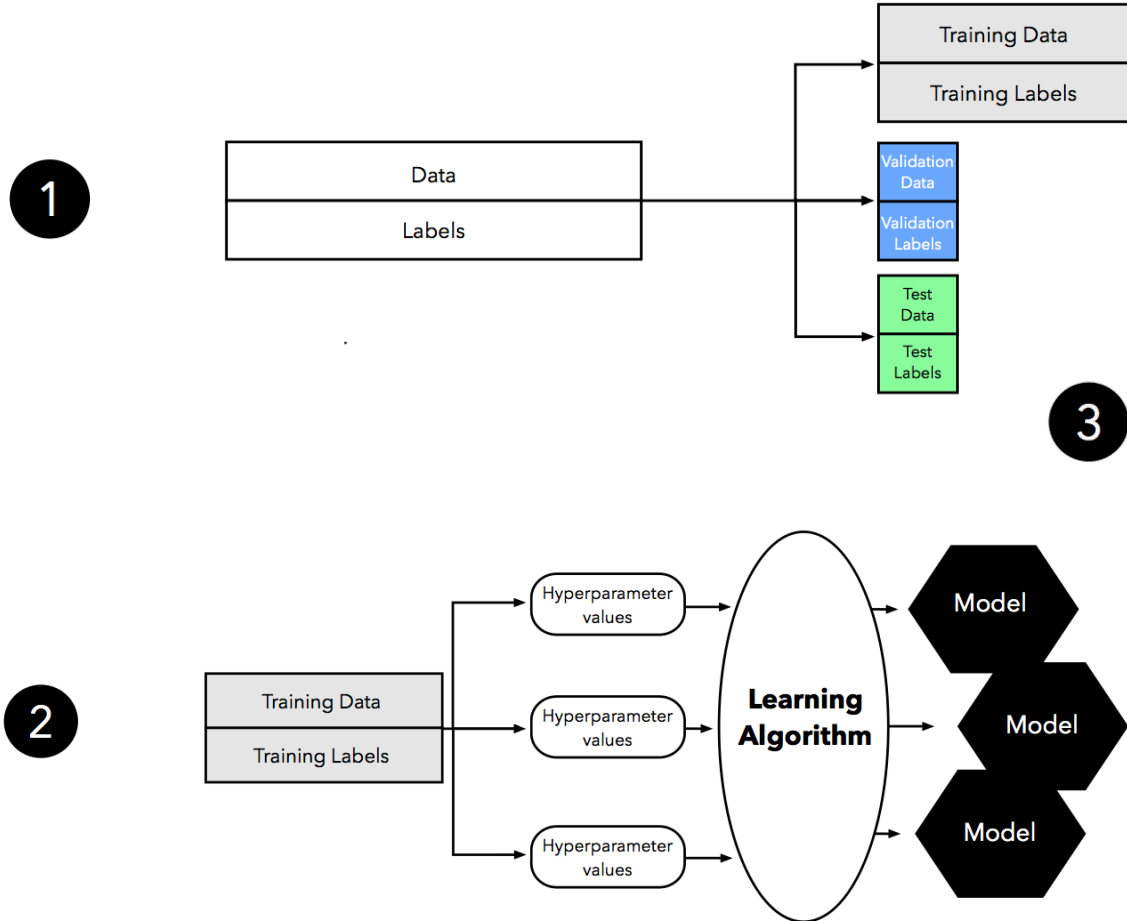 Training Data
Training Labels
1
Data
Labels
Validation
Data
Validation
Labels
Test
Data
Test
Labels
3
2
Training Data
Training Labels
Hyperparameter
values
Hyperparameter
values
Hyperparameter
values
Learning
Algorithm
Model
Model
Model